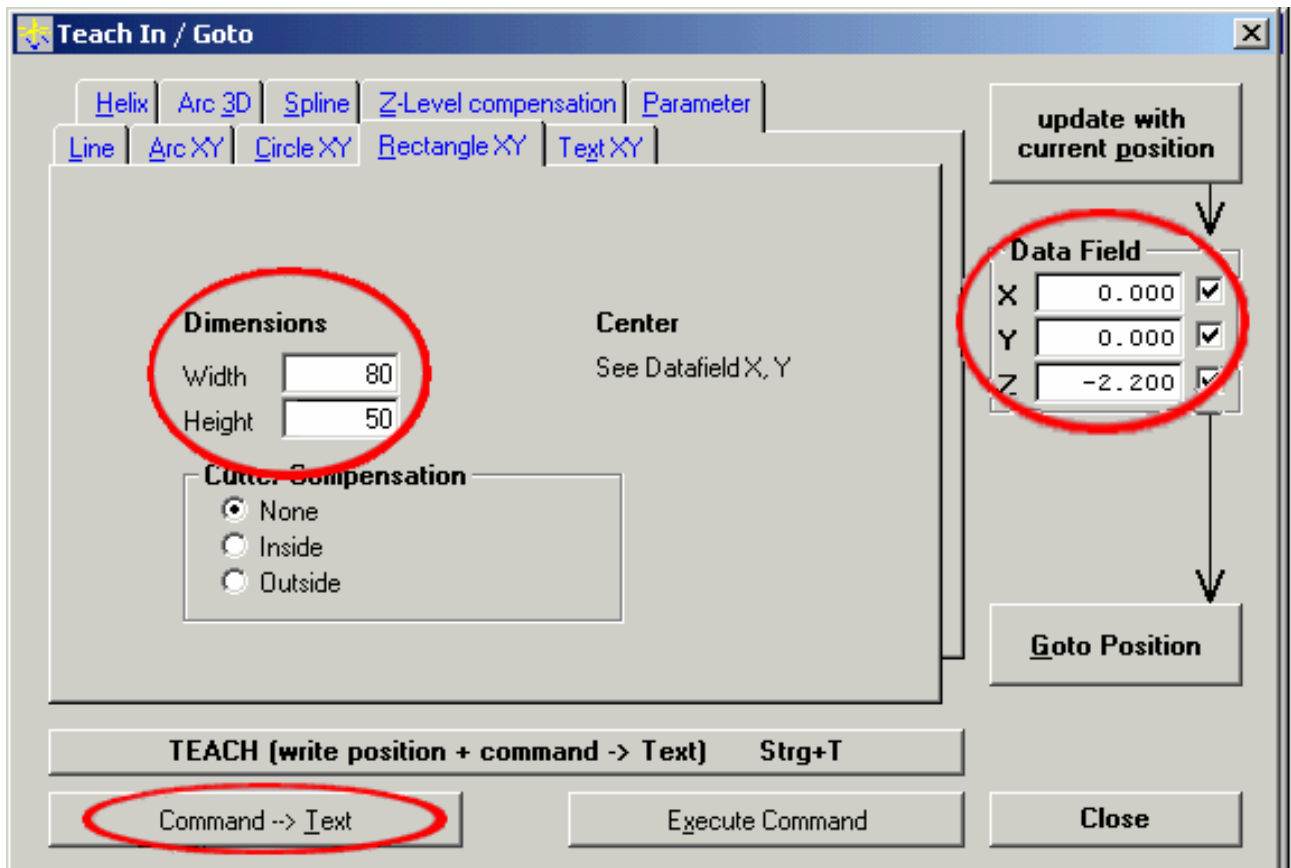 Teach In / Goto
Helix Arc 3D Spline Z-Level compensation Parameter
Line Arc XY Circle XY Rectangle XY Text XY
update with
current position
Data Field
X 0.000
Y 0.000
Z -2.200
Dimensions
Width 80
Height 50
Center
See Datafield X, Y
Cutter Compensation
None
Inside
Outside
Goto Position
TEACH (write position + command -> Text) Strg+T
Command --> Text
Execute Command
Close